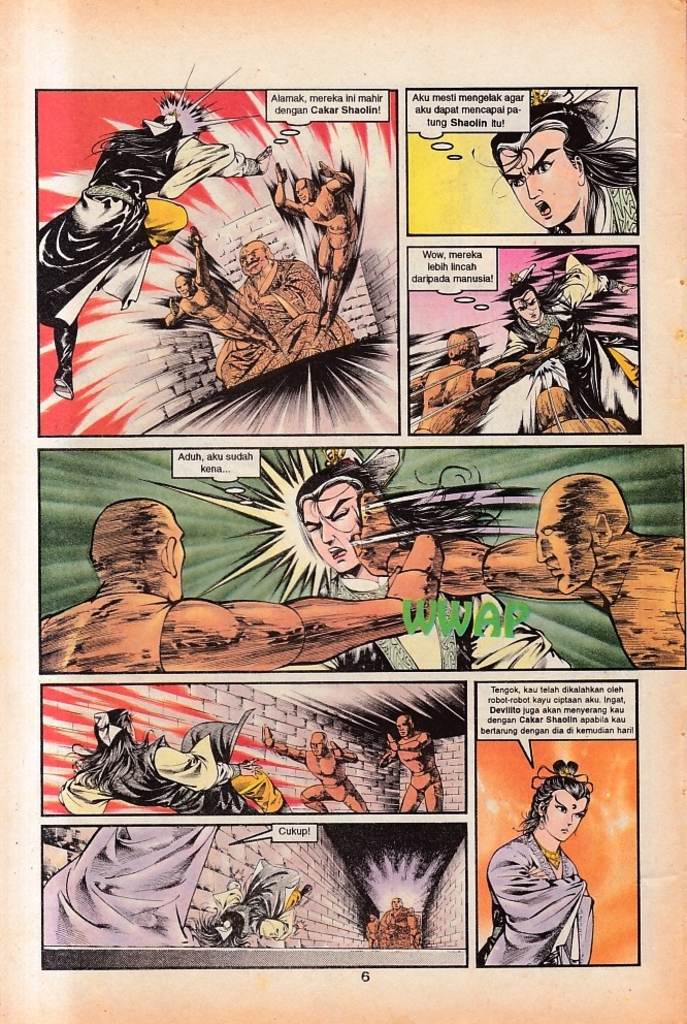 Alamak, mereka ini mahir
dengan Cakar Shaolin!
Aku mesti mengelak agar
aku dapat mencapai pa-
tung Shaolin itu!
Wow, mereka
lebih lincah
daripada manusia!
Aduh, aku sudah
kena...
WWAP
Tengok, kau telah dikalahkan oleh
robot-robot kayu ciptaan aku. Ingat,
Devilito juga akan menyerang kau
dengan Cakar Shaolin apabila kau
bertarung dengan dia di kemudian hari!
Cukup!
6